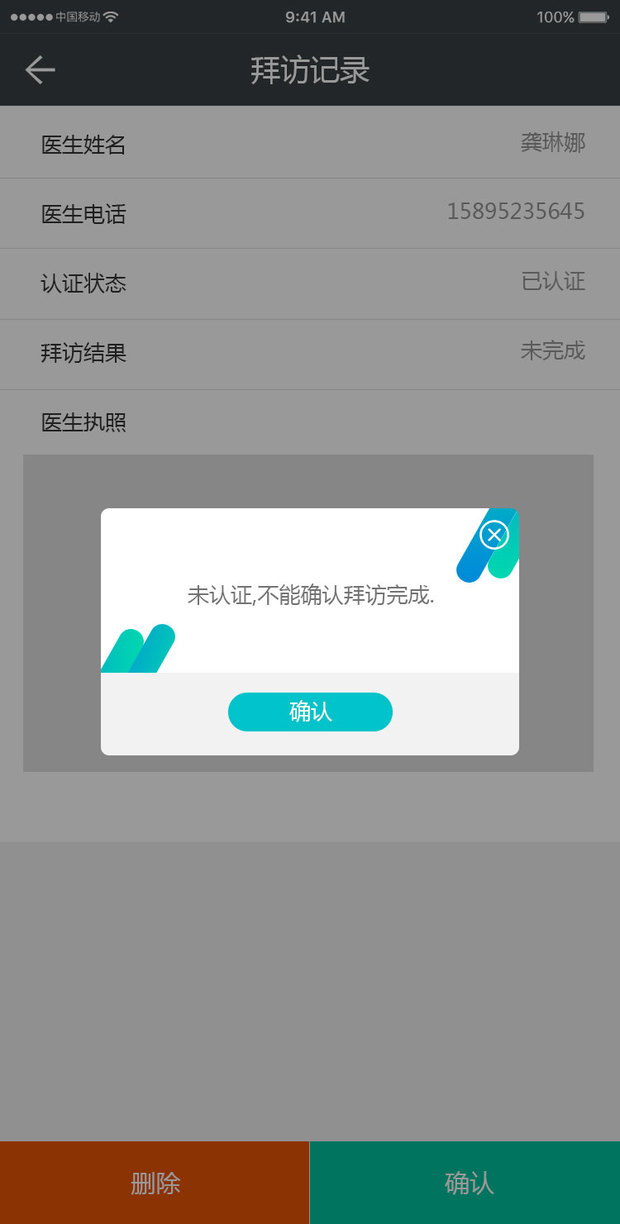 中国移动 9:41 AM 100%
拜访记录
医生姓名 龚琳娜
医生电话 15895235645
认证状态 已认证
拜访结果 未完成
医生执照
未认证,不能确认拜访完成.
确认
删除 确认